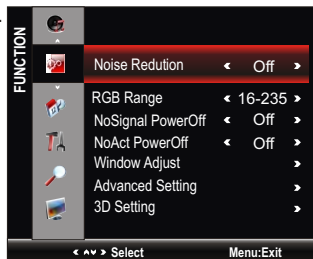 FUNCTION
Noise Redution < Off >
RGB Range < 16-235 >
NoSignal PowerOff < Off >
NoAct PowerOff < Off >
Window Adjust >
Advanced Setting >
3D Setting >
< ∧∨ > Select Menu:Exit